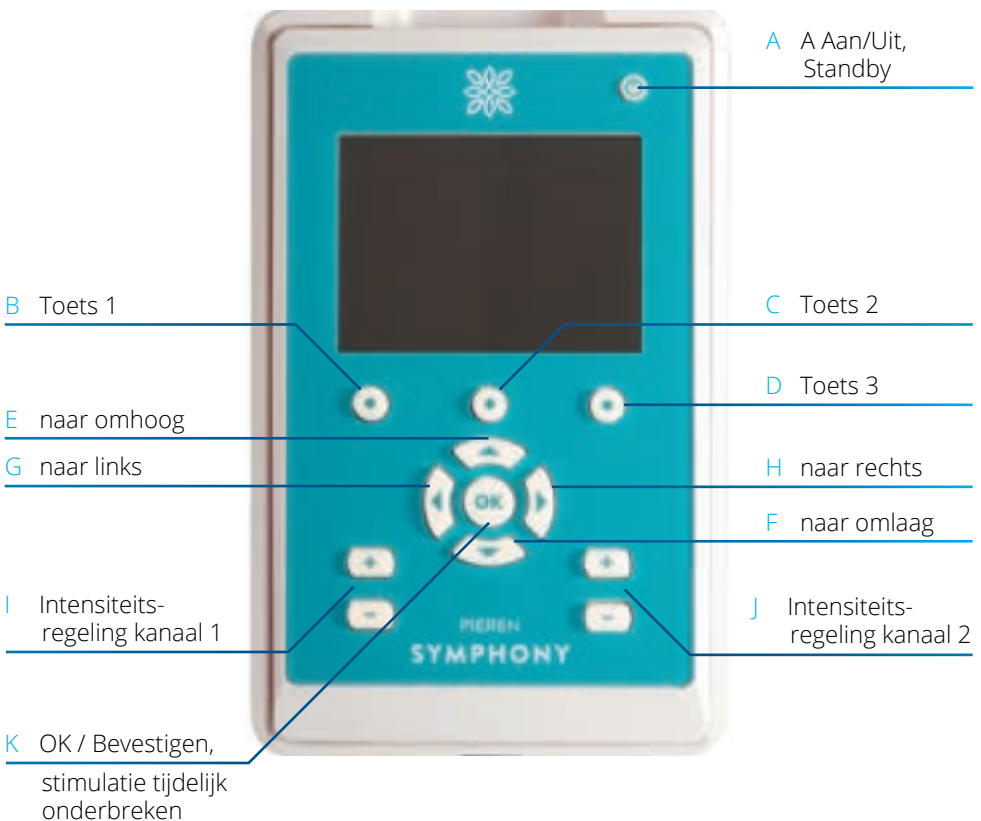 A A Aan/Uit,
Standby
B Toets 1
C Toets 2
D Toets 3
E naar omhoog
G naar links
H naar rechts
F naar omlaag
OK
+
+
-
-
I Intensiteits-
regeling kanaal 1
J Intensiteits-
regeling kanaal 2
PIEREN
SYMPHONY
K OK / Bevestigen,
stimulatie tijdelijk
onderbreken